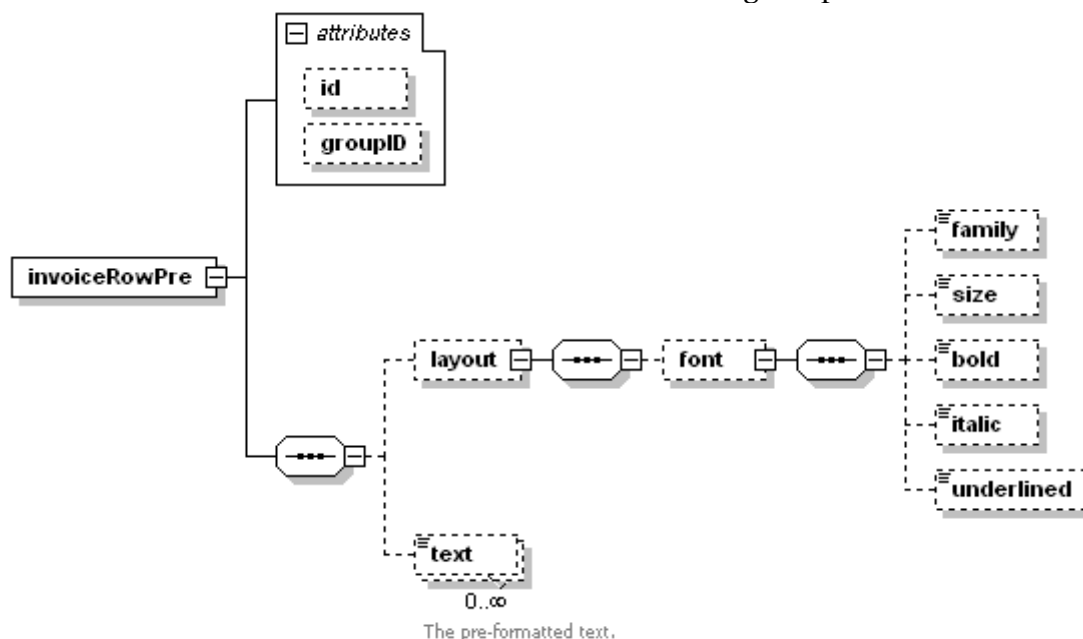 attributes
id
groupID
invoiceRowPre
family
size
layout
font
bold
italic
underlined
text
0..∞
The pre-formatted text.